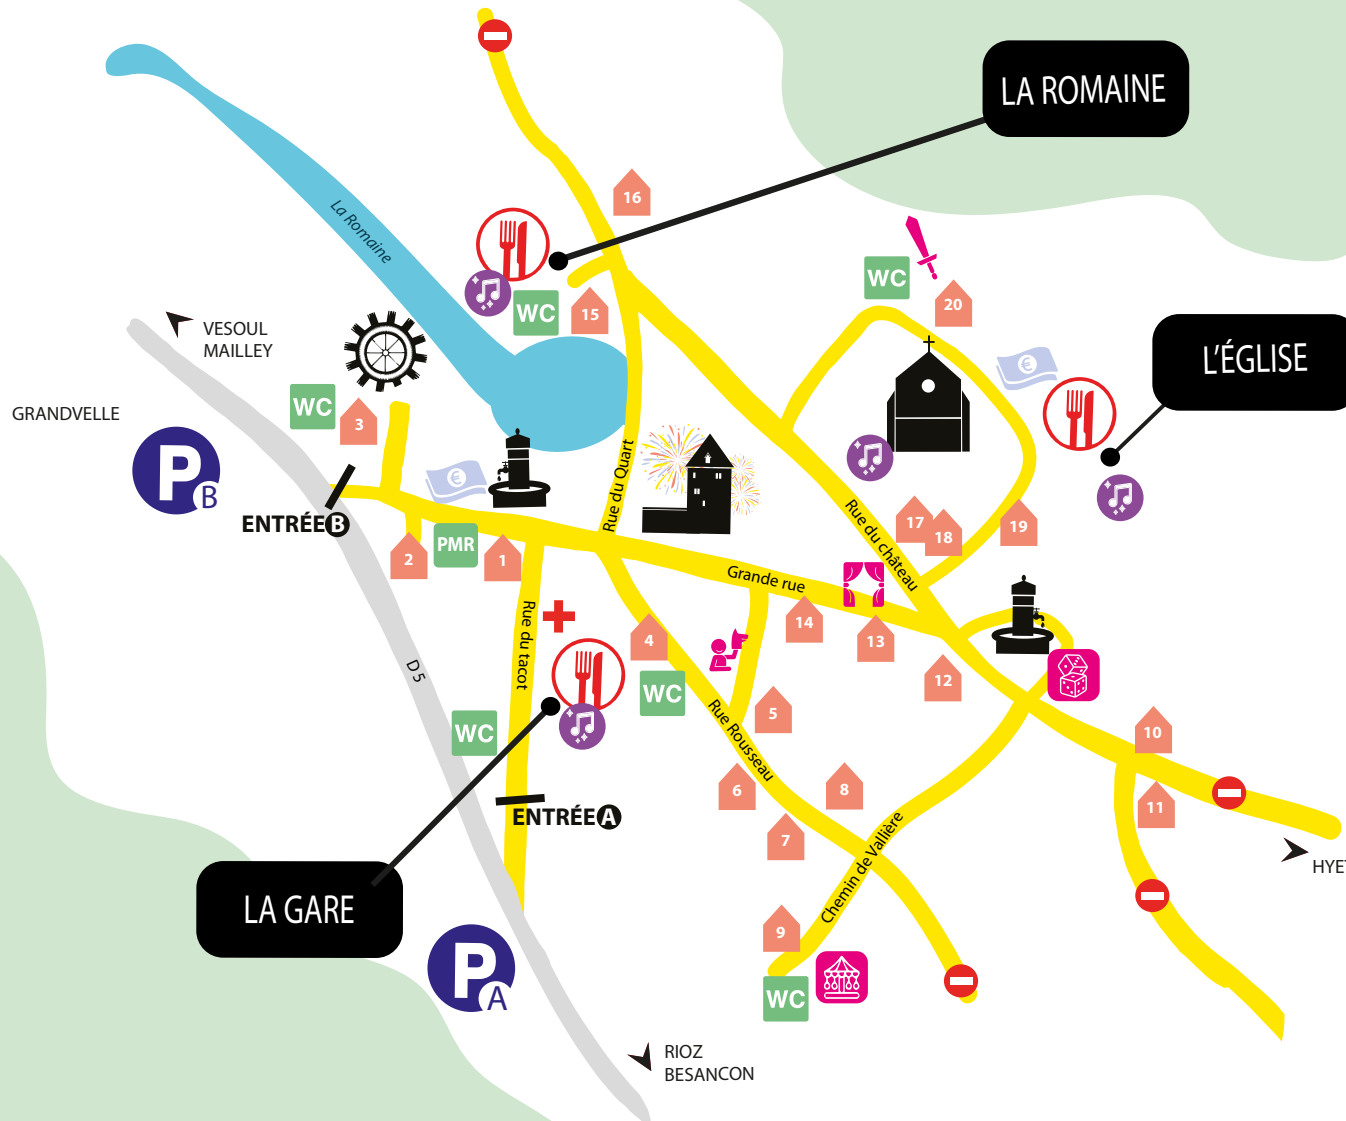 LA ROMAINE
16
La Romaine
WC
20
WC
15
VESOUL
MAILLEY
€
L'ÉGLISE
GRANDVELLE
WC
3
P
B
€
ENTRÉE B
Rue du Quart
Rue du château
17
18
19
PMR
2
1
Grande rue
14
13
12
Rue du tacot
D 5
4
WC
5
Rue Rousseau
WC
10
6
8
11
ENTRÉE A
7
Chemin de Vallière
HYET
LA GARE
9
WC
P
A
RIOZ
BESANCON